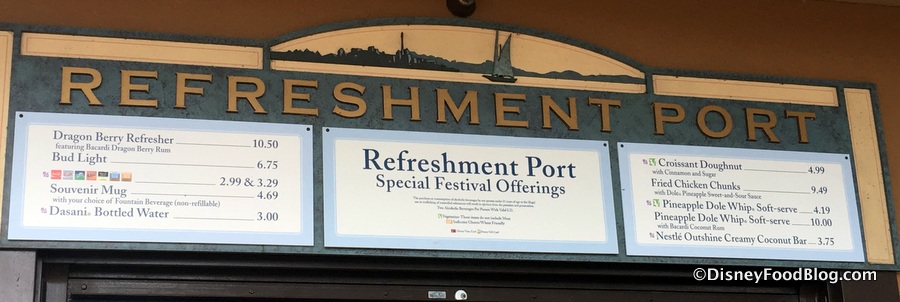 REFRESHMENT PORT
Dragon Berry Refresher 10.50
featuring Bacardi Dragon Berry Rum
Bud Light 6.75
2.99 & 3.29
Souvenir Mug 4.69
with your choice of Fountain Beverage (non-refillable)
Dasani® Bottled Water 3.00
Refreshment Port
Special Festival Offerings
Croissant Doughnut 4.99
with Cinnamon and Sugar
Fried Chicken Chunks 9.49
with Dole® Pineapple Sweet-and-Sour Sauce
Pineapple Dole Whip® Soft-serve 4.19
Pineapple Dole Whip® Soft-serve 10.00
with Bacardi Coconut Rum
Nestlé Outshine Creamy Coconut Bar 3.75
©DisneyFoodBlog.com